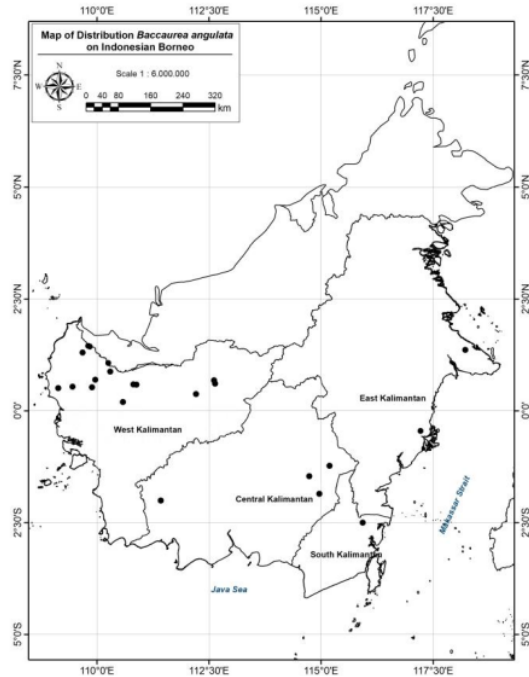 110°0'E 112°30'E 115°0'E 117°30'E
Map of Distribution Baccaurea angulata
on Indonesian Borneo
Scale 1 : 6.000.000
N
W E
S
0 40 80 160 240 320
km
7°30'N 7°30'N
5°0'N 5°0'N
2°30'N 2°30'N
0°0' 0°0'
East Kalimantan
West Kalimantan
Central Kalimantan
Makassar Strait
2°30'S 2°30'S
South Kalimantan
Java Sea
5°0'S 5°0'S
110°0'E 112°30'E 115°0'E 117°30'E